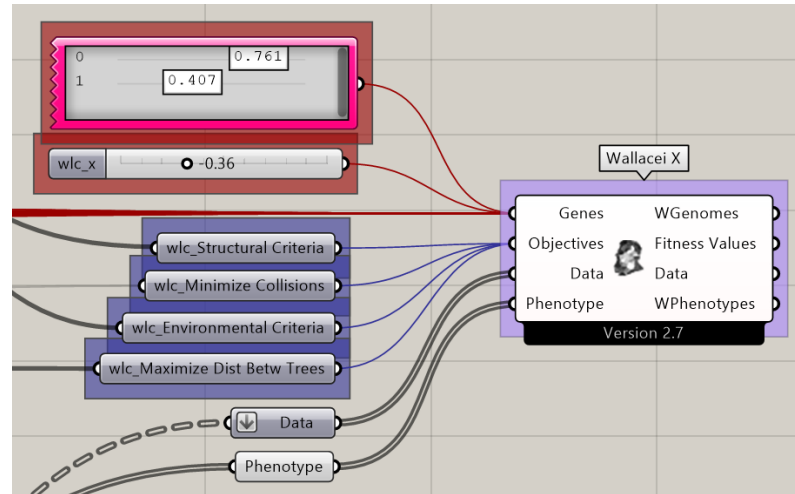 0 0.761
1 0.407
wlc_x -0.36
Wallacei X
Genes WGenomes
Objectives Fitness Values
Data Data
Phenotype WPhenotypes
Version 2.7
wlc_Structural Criteria
wlc_Minimize Collisions
wlc_Environmental Criteria
wlc_Maximize Dist Betw Trees
Data
Phenotype